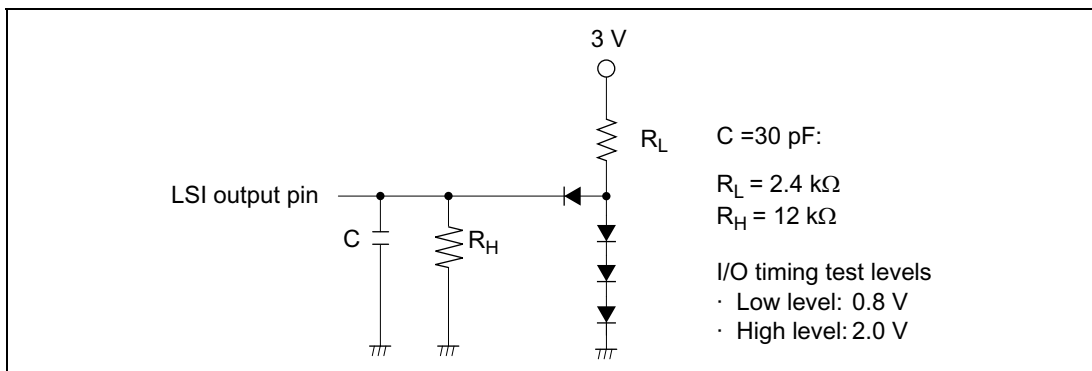 3 V
R_L
C =30 pF:
R_L = 2.4 kΩ
R_H = 12 kΩ
LSI output pin
C
R_H
I/O timing test levels
· Low level: 0.8 V
· High level: 2.0 V